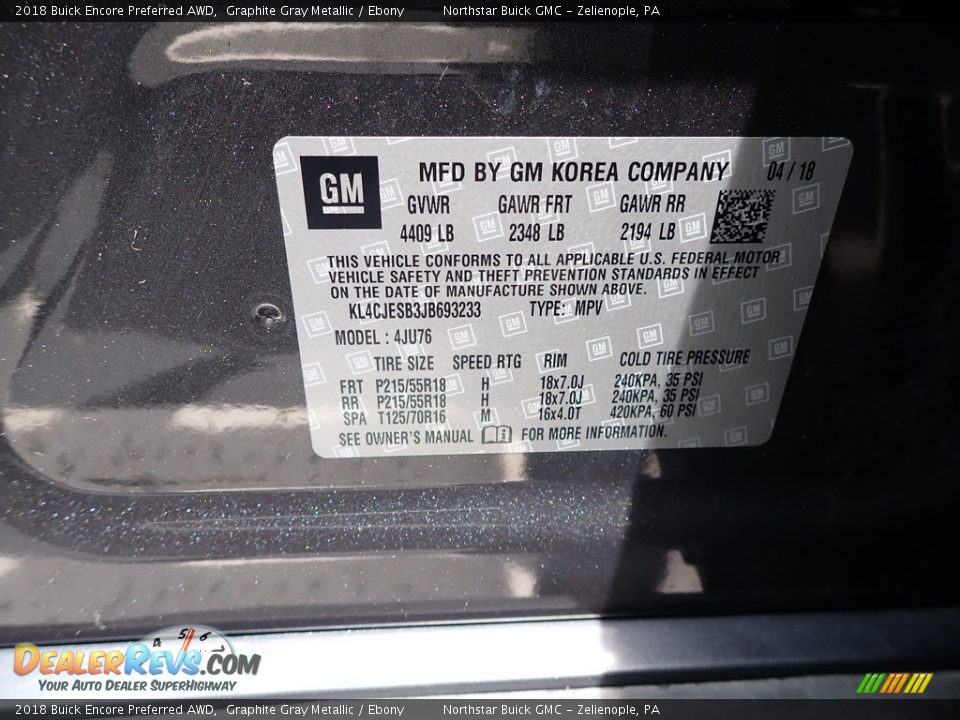 2018 Buick Encore Preferred AWD, Graphite Gray Metallic / Ebony Northstar Buick GMC - Zelienople, PA
GM MFD BY GM KOREA COMPANY 04 / 18
GVWR GAWR FRT GAWR RR
4409 LB 2348 LB 2194 LB
THIS VEHICLE CONFORMS TO ALL APPLICABLE U.S. FEDERAL MOTOR
VEHICLE SAFETY AND THEFT PREVENTION STANDARDS IN EFFECT
ON THE DATE OF MANUFACTURE SHOWN ABOVE.
KL4CJESB3JB693233 TYPE: MPV
MODEL : 4JU76
TIRE SIZE SPEED RTG RIM COLD TIRE PRESSURE
FRT P215/55R18 H 18x7.0J 240KPA, 35 PSI
RR P215/55R18 H 18x7.0J 240KPA, 35 PSI
SPA T125/70R16 M 16x4.0T 420KPA, 60 PSI
SEE OWNER'S MANUAL FOR MORE INFORMATION.
4 5 6
DEALERREVS.COM
YOUR AUTO DEALER SUPERHIGHWAY
2018 Buick Encore Preferred AWD, Graphite Gray Metallic / Ebony Northstar Buick GMC - Zelienople, PA